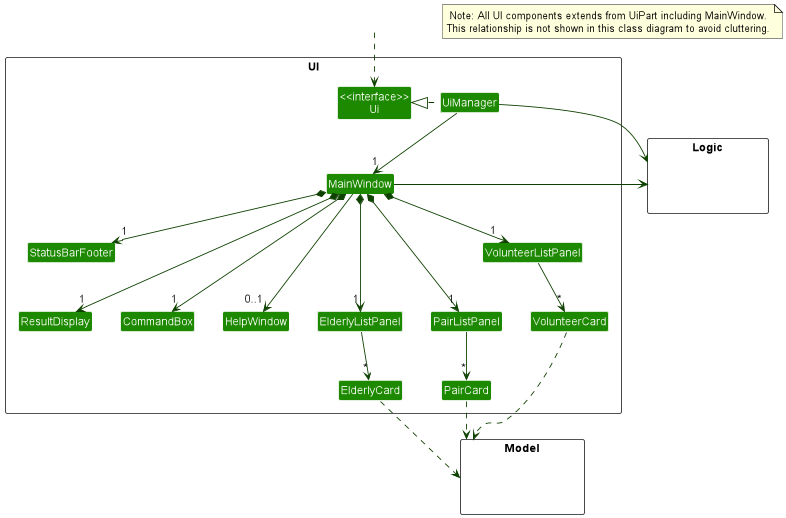 Note: All UI components extends from UiPart including MainWindow.
This relationship is not shown in this class diagram to avoid cluttering.
UI
<<interface>>
Ui
UiManager
Logic
1
MainWindow
1
1
StatusBarFooter
VolunteerListPanel
1
1
0..1
1
1
*
ResultDisplay
CommandBox
HelpWindow
ElderlyListPanel
PairListPanel
VolunteerCard
*
*
ElderlyCard
PairCard
Model